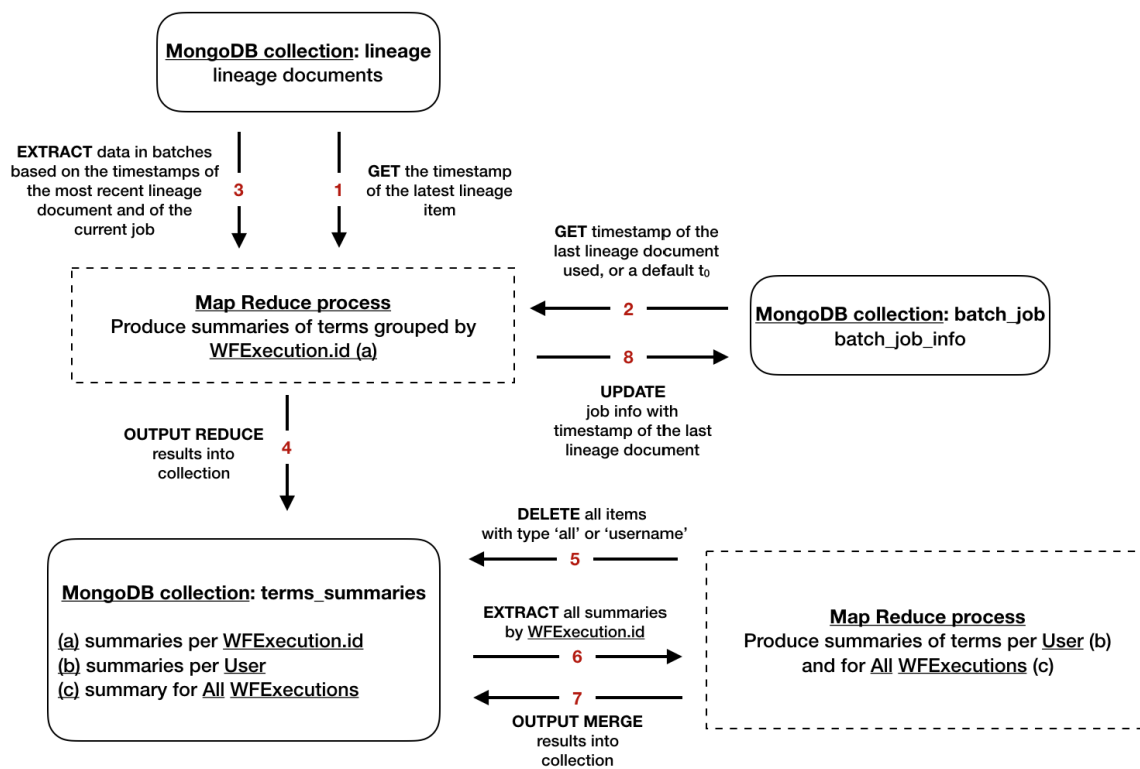 MongoDB collection: lineage
lineage documents
EXTRACT data in batches
based on the timestamps of
the most recent lineage
document and of the
current job
3
1
GET the timestamp
of the latest lineage
item
GET timestamp of the
last lineage document
used, or a default t₀
2
Map Reduce process
Produce summaries of terms grouped by
WFExecution.id (a)
MongoDB collection: batch_job
batch_job_info
8
UPDATE
job info with
timestamp of the last
lineage document
OUTPUT REDUCE
results into
collection
4
DELETE all items
with type ‘all’ or ‘username’
5
MongoDB collection: terms_summaries
(a) summaries per WFExecution.id
(b) summaries per User
(c) summary for All WFExecutions
EXTRACT all summaries
by WFExecution.id
6
7
OUTPUT MERGE
results into
collection
Map Reduce process
Produce summaries of terms per User (b)
and for All WFExecutions (c)